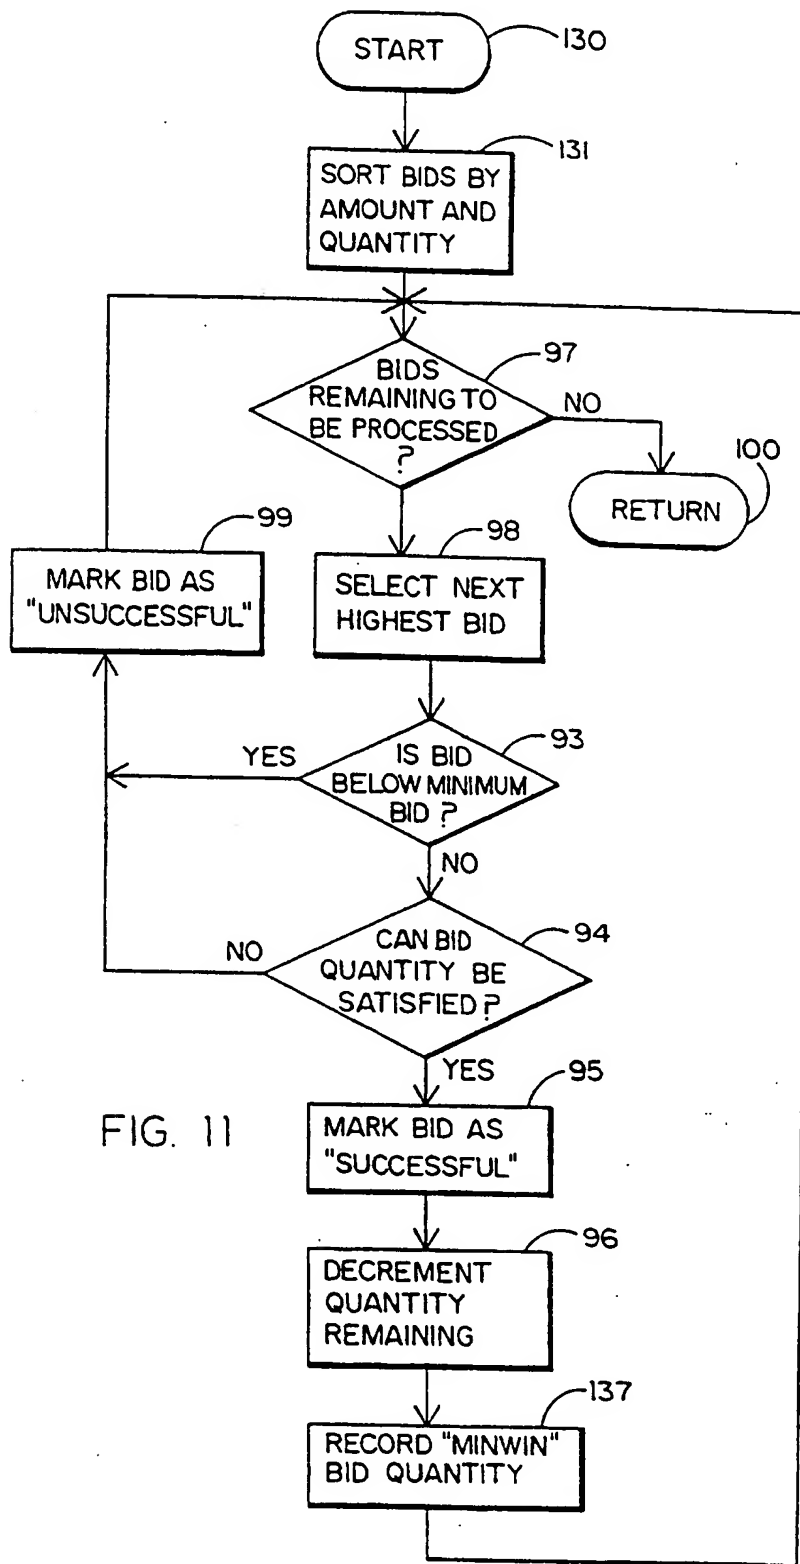 START
130
131
SORT BIDS BY
AMOUNT AND
QUANTITY
97
BIDS
REMAINING TO
BE PROCESSED
?
NO
100
RETURN
99
MARK BID AS
"UNSUCCESSFUL"
98
SELECT NEXT
HIGHEST BID
93
YES
IS BID
BELOW MINIMUM
BID ?
NO
94
NO
CAN BID
QUANTITY BE
SATISFIED ?
YES
95
FIG. 11
MARK BID AS
"SUCCESSFUL"
96
DECREMENT
QUANTITY
REMAINING
137
RECORD "MINWIN"
BID QUANTITY